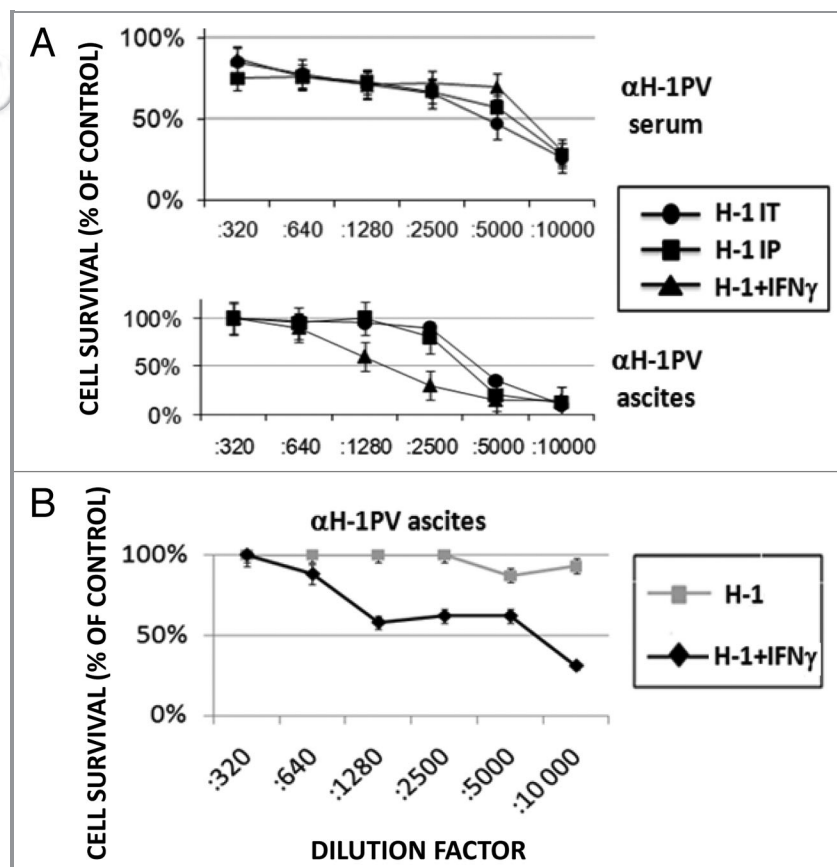 A
CELL SURVIVAL (% OF CONTROL)
100%
50%
0%
:320 :640 :1280 :2500 :5000 :10000
αH-1PV
serum
H-1 IT
H-1 IP
H-1+IFNγ
100%
50%
0%
:320 :640 :1280 :2500 :5000 :10000
αH-1PV
ascites
B
CELL SURVIVAL (% OF CONTROL)
αH-1PV ascites
100%
50%
0%
:320 :640 :1280 :2500 :5000 :10 000
DILUTION FACTOR
H-1
H-1+IFNγ